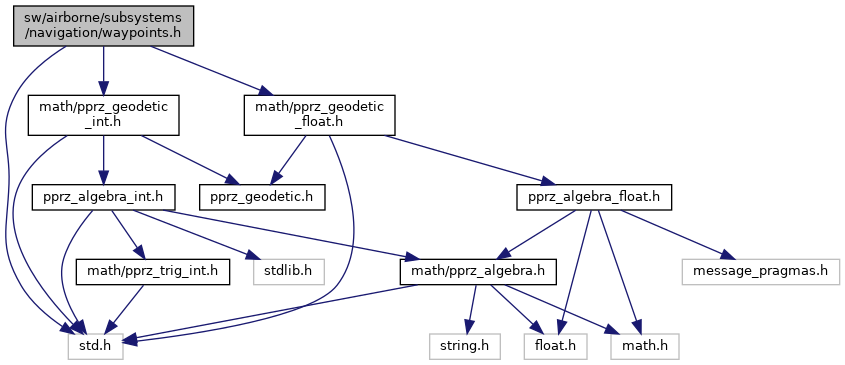 sw/airborne/subsystems
/navigation/waypoints.h
math/pprz_geodetic
_int.h
math/pprz_geodetic
_float.h
pprz_algebra_int.h
pprz_geodetic.h
pprz_algebra_float.h
math/pprz_trig_int.h
stdlib.h
math/pprz_algebra.h
message_pragmas.h
std.h
string.h
float.h
math.h